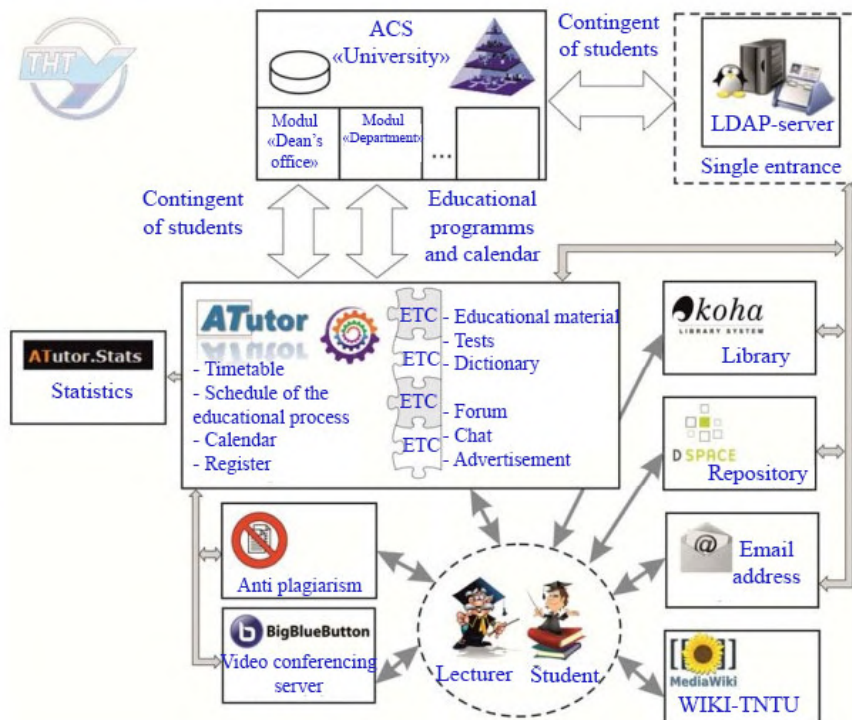 THT
ACS
«University»
Modul
«Dean's
office»
Modul
«Department»
...
Contingent
of students
LDAP-server
Single entrance
Contingent
of students
Educational
programms
and calendar
ATutor
- Timetable
- Schedule of the
educational process
- Calendar
- Register
ETC
ETC
ETC
ETC
- Educational material
- Tests
- Dictionary
- Forum
- Chat
- Advertisement
ATutor.Stats
Statistics
koha
LIBRARY SYSTEM
Library
DSPACE
Repository
@
Email
address
Anti plagiarism
b BigBlueButton
Video conferencing
server
Lecturer
Student
[[ ]]
MediaWiki
WIKI-TNTU